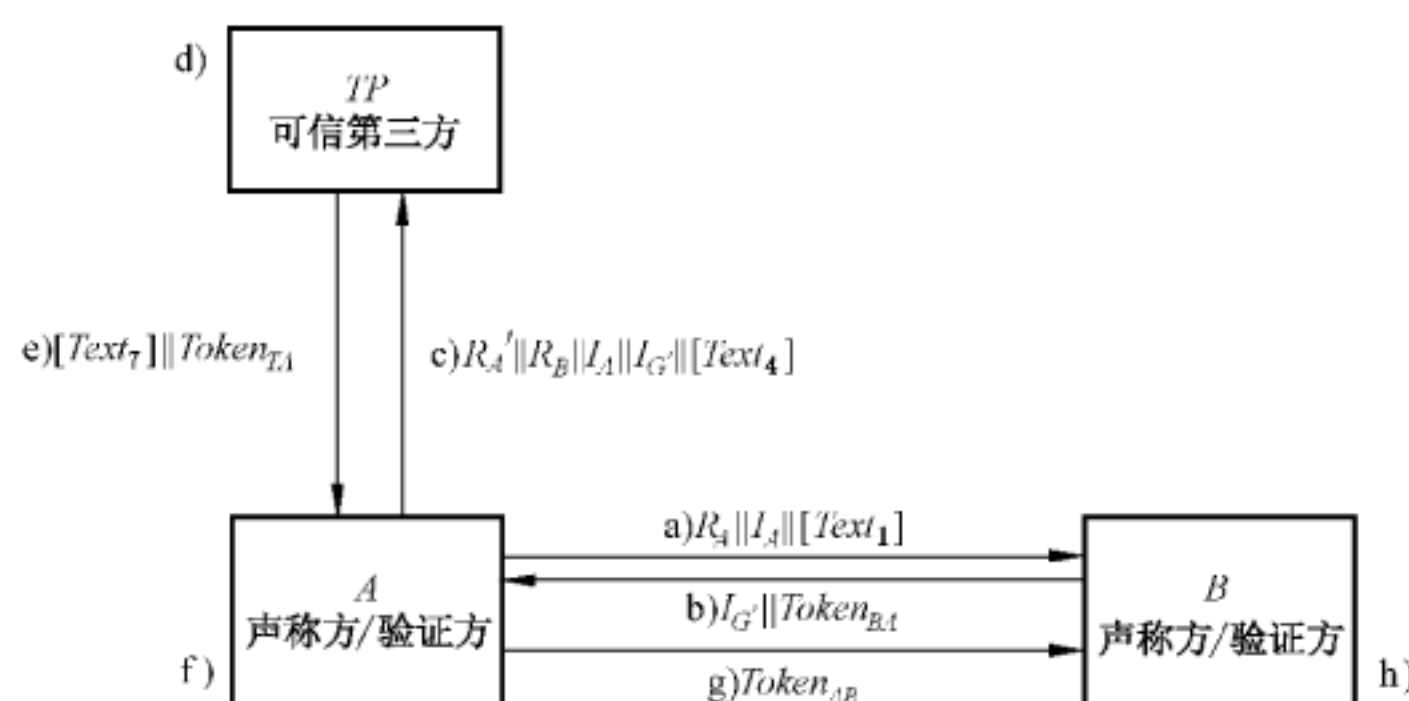 d)
TP
可信第三方
e)[Text₇]||Token_TA
c)R_A′||R_B||I_A||I_G′||[Text₄]
a)R_A||I_A||[Text₁]
A
声称方/验证方
b)I_G′||Token_BA
B
声称方/验证方
f)
g)Token_AB
h)